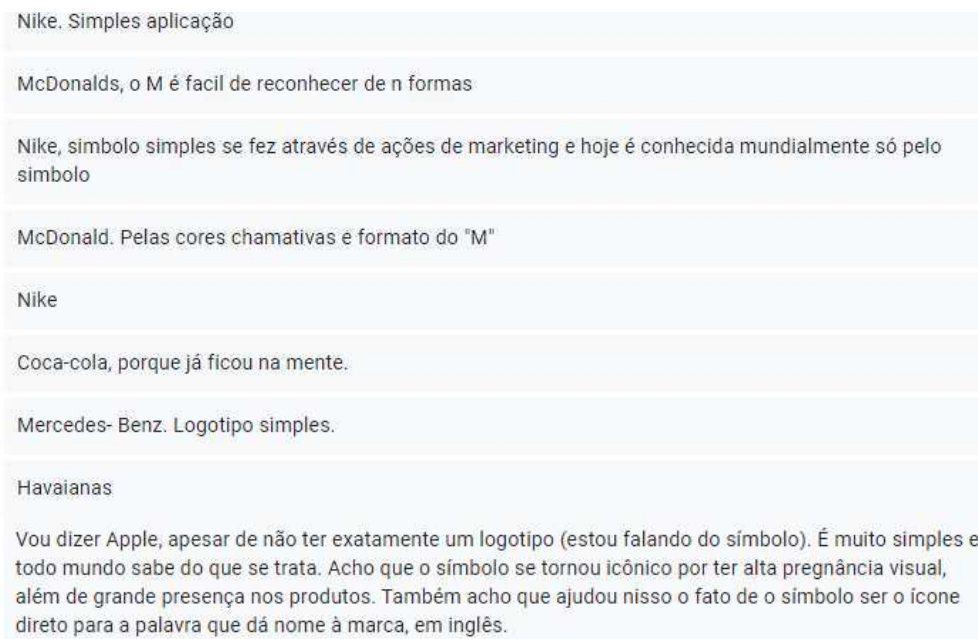 Nike. Simples aplicação
McDonalds, o M é facil de reconhecer de n formas
Nike, simbolo simples se fez através de ações de marketing e hoje é conhecida mundialmente só pelo
simbolo
McDonald. Pelas cores chamativas e formato do "M"
Nike
Coca-cola, porque já ficou na mente.
Mercedes- Benz. Logotipo simples.
Havaianas
Vou dizer Apple, apesar de não ter exatamente um logotipo (estou falando do símbolo). É muito simples e
todo mundo sabe do que se trata. Acho que o símbolo se tornou icônico por ter alta pregnância visual,
além de grande presença nos produtos. Também acho que ajudou nisso o fato de o símbolo ser o ícone
direto para a palavra que dá nome à marca, em inglês.